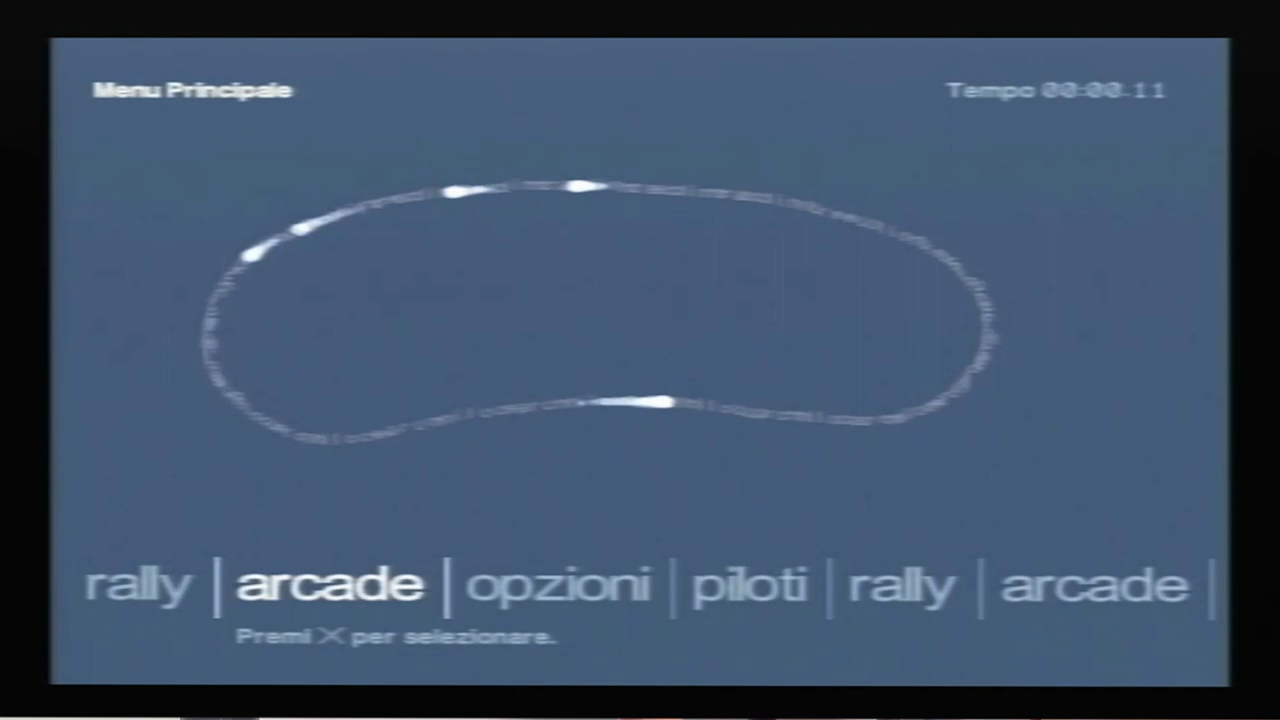 Menu Principale
Tempo 00:00.11
rally | arcade | opzioni | piloti | rally | arcade |
Premi X per selezionare.